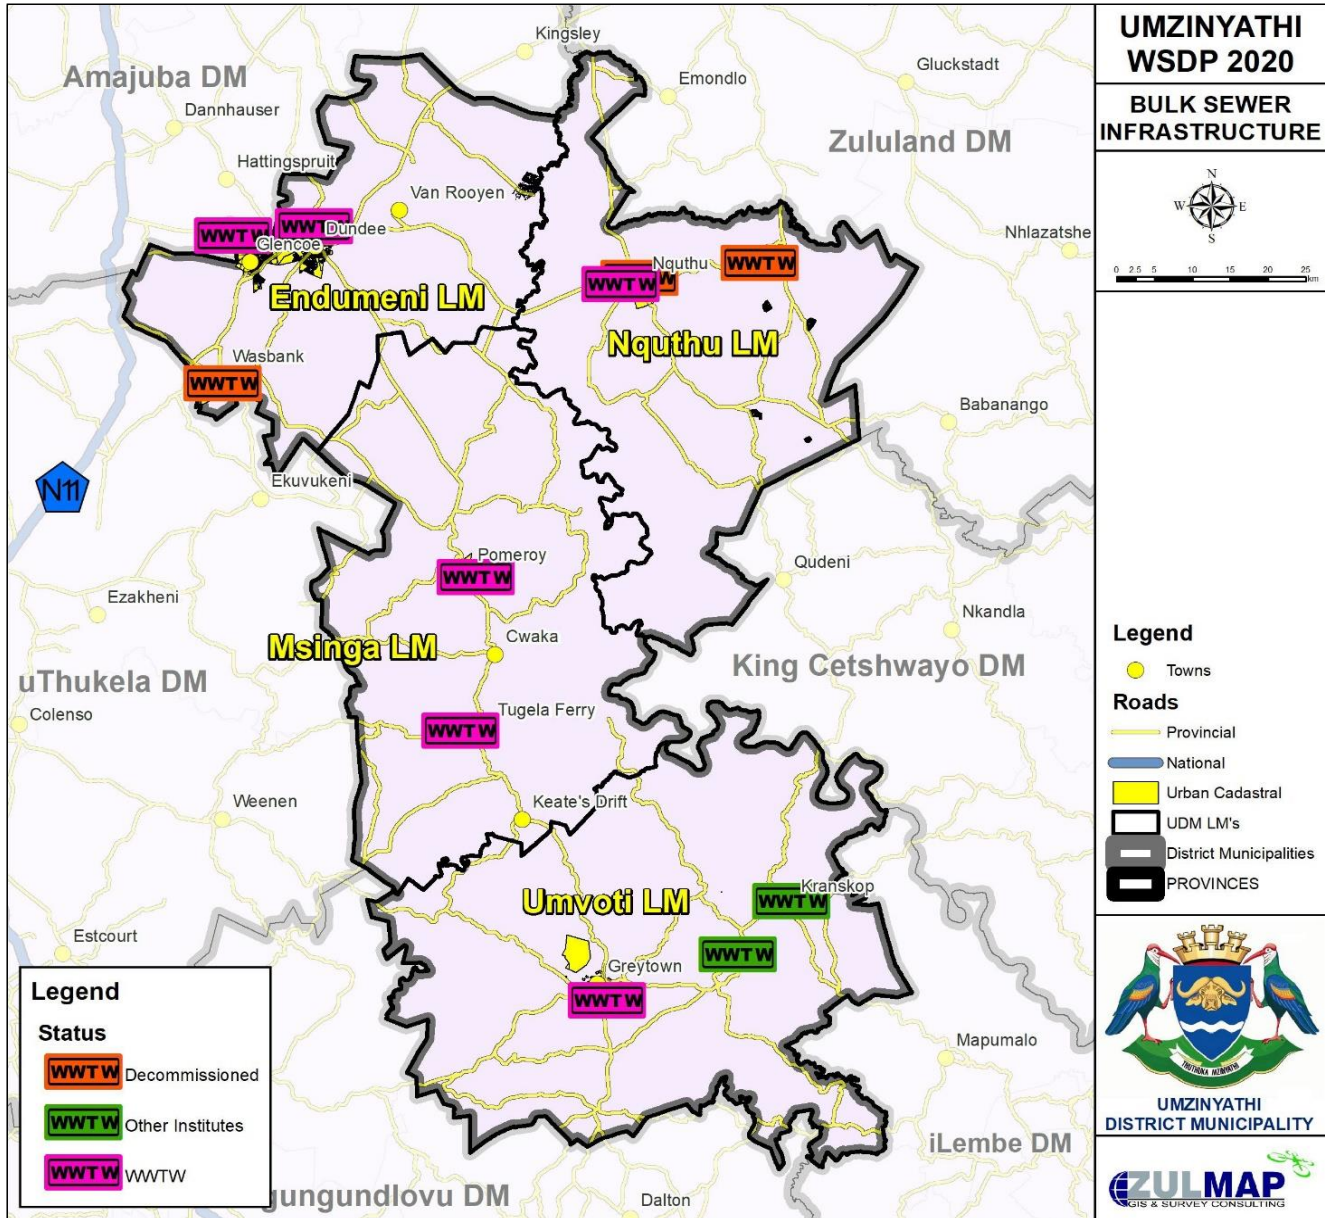 UMZINYATHI
WSDP 2020
BULK SEWER
INFRASTRUCTURE
N
W E
S
0 2.5 5 10 15 20 25
km
Legend
Towns
Roads
Provincial
National
Urban Cadastral
UDM LM's
District Municipalities
PROVINCES
THUTHUKA MZINYATHI
UMZINYATHI
DISTRICT MUNICIPALITY
ZULMAP
GIS & SURVEY CONSULTING
Kingsley
Amajuba DM
Emondlo
Gluckstadt
Dannhauser
Zululand DM
Hattingspruit
Van Rooyen
WWTW
WWTW
Dundee
Glencoe
Nhlazatshe
Nquthu
WWTW
W
WWTW
Endumeni LM
Nquthu LM
Wasbank
WWTW
Babanango
N11
Ekuvukeni
Pomeroy
WWTW
Qudeni
Ezakheni
Nkandla
Cwaka
Msinga LM
King Cetshwayo DM
uThukela DM
Colenso
Tugela Ferry
WWTW
Weenen
Keate's Drift
Kranskop
WWTW
Umvoti LM
Estcourt
WWTW
Greytown
WWTW
Mapumalo
iLembe DM
gungundlovu DM
Dalton
Legend
Status
WWTW Decommissioned
WWTW Other Institutes
WWTW WWTW